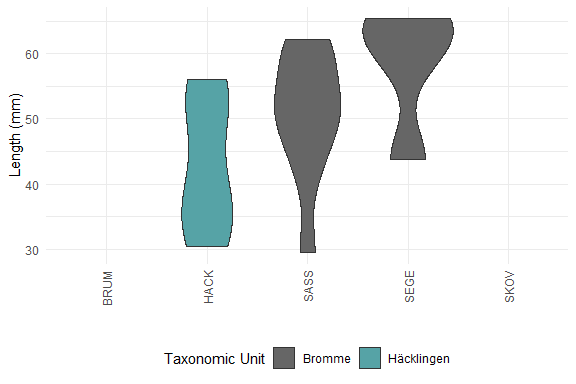 60
50
40
30
Length (mm)
BRUM
HACK
SASS
SEGE
SKOV
Taxonomic Unit Bromme Häcklingen